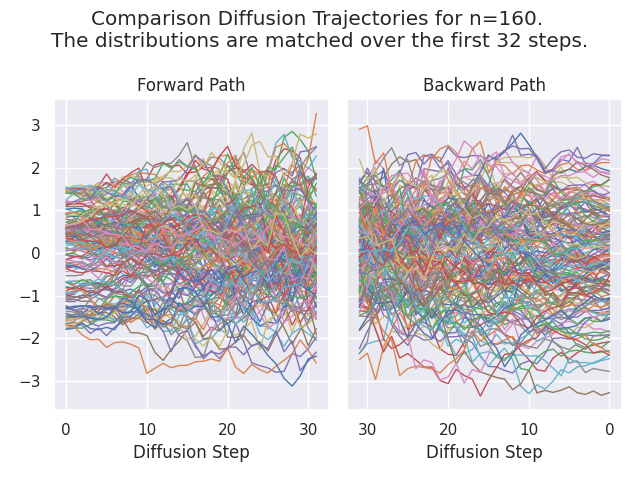 Comparison Diffusion Trajectories for n=160.
The distributions are matched over the first 32 steps.
Forward Path
Backward Path
3
2
1
0
−1
−2
−3
0
10
20
30
30
20
10
0
Diffusion Step
Diffusion Step